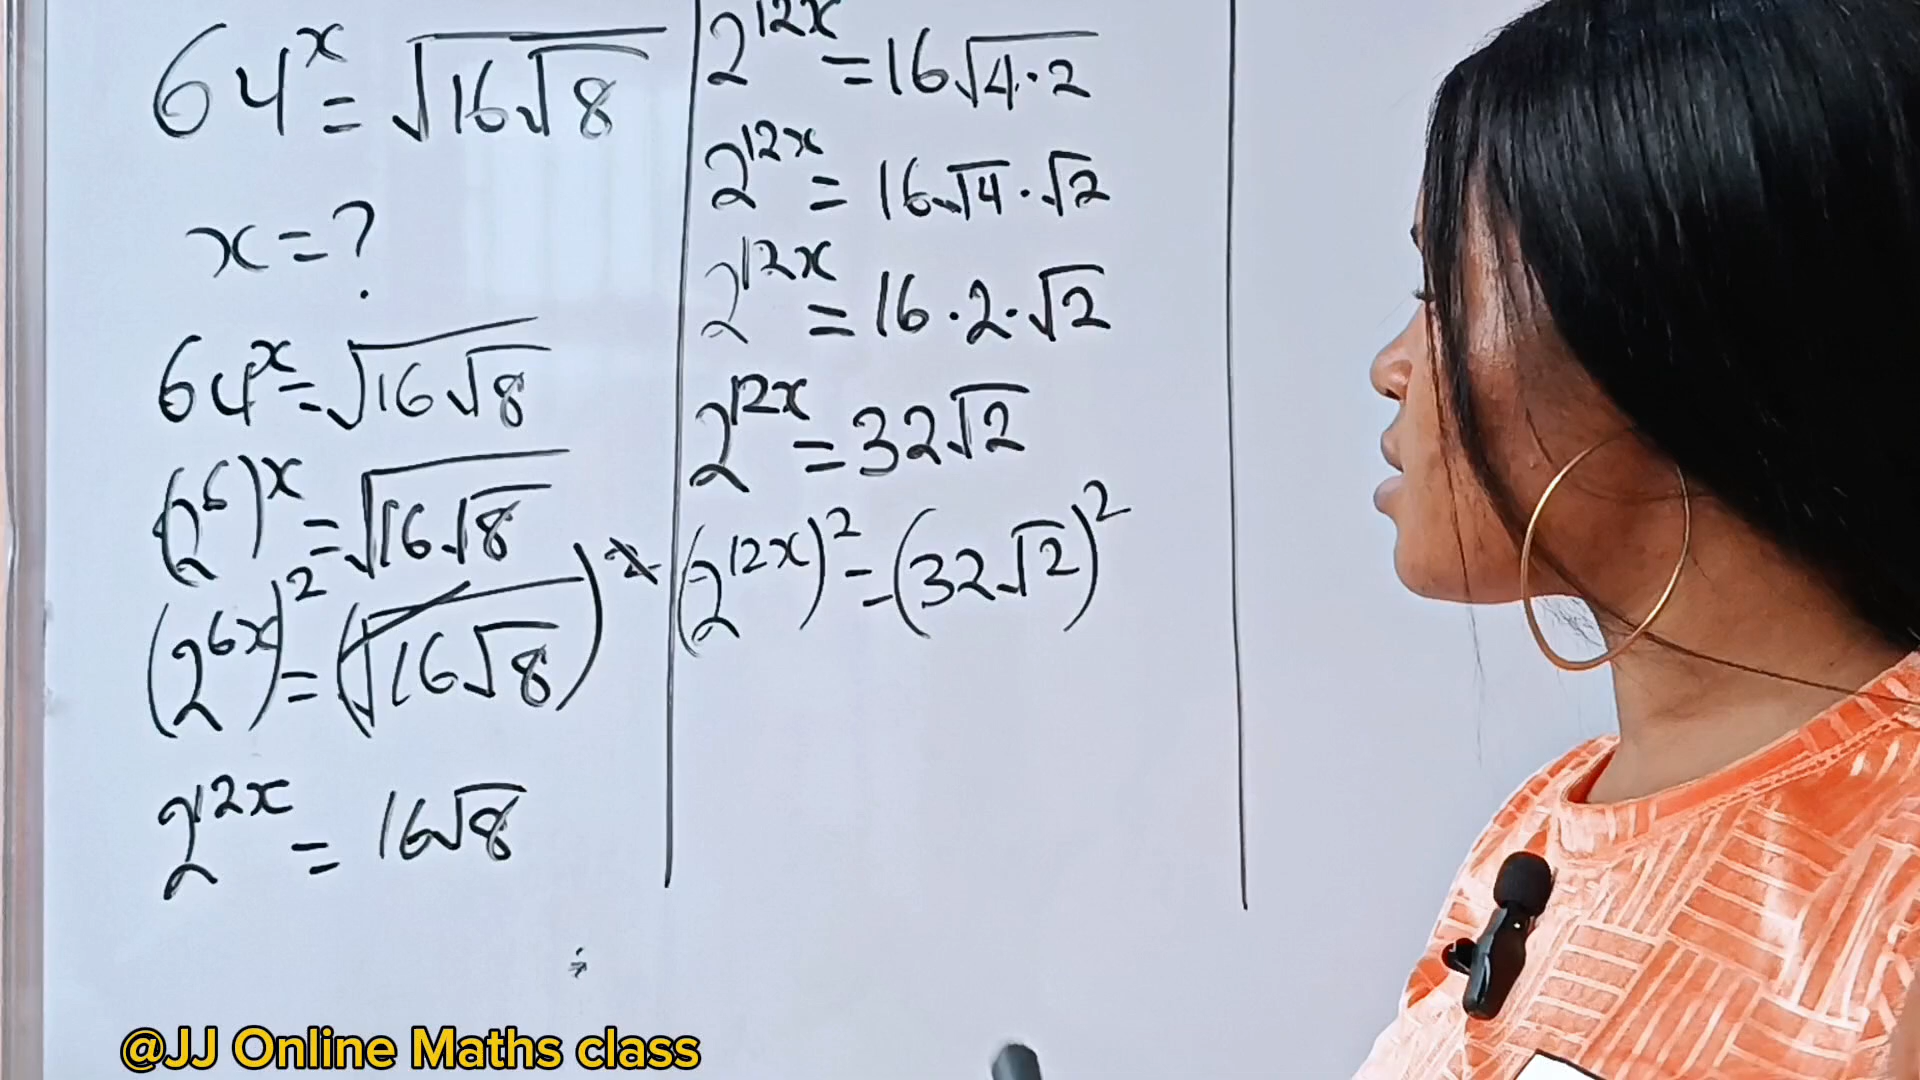 64^x = √(16√8)
x = ?
64^x = √(16√8)
(2^6)^x = √(16√8)
(2^6x)^2 = (√(16√8))^2
2^12x = 16√8
2^12x = 16√(4·2)
2^12x = 16√4 · √2
2^12x = 16 · 2 · √2
2^12x = 32√2
(2^12x)^2 = (32√2)^2
@JJ Online Maths class